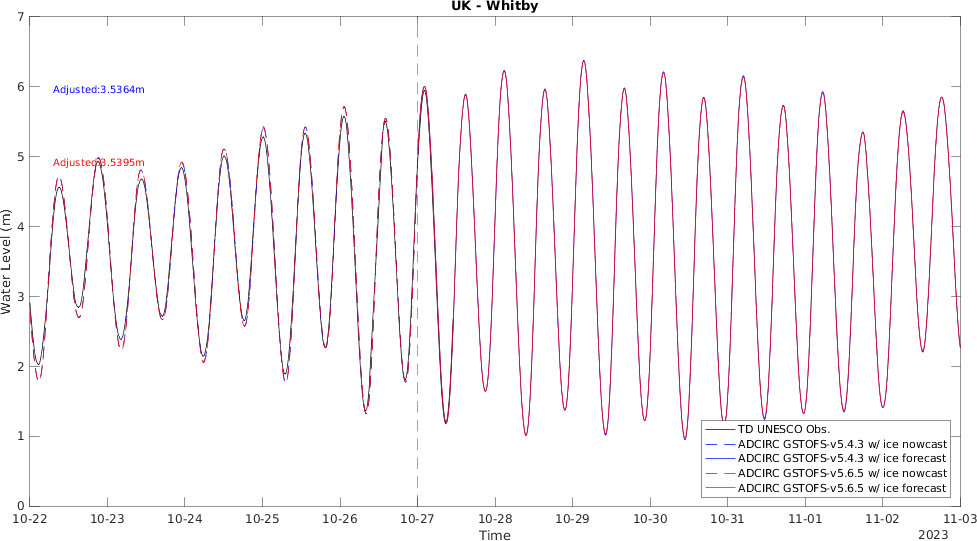 UK - Whitby
7
6
5
4
3
2
1
0
Water Level (m)
Adjusted:3.5364m
Adjusted:3.5395m
TD UNESCO Obs.
ADCIRC GSTOFS-v5.4.3 w/ ice nowcast
ADCIRC GSTOFS-v5.4.3 w/ ice forecast
ADCIRC GSTOFS-v5.6.5 w/ ice nowcast
ADCIRC GSTOFS-v5.6.5 w/ ice forecast
10-22 10-23 10-24 10-25 10-26 10-27 10-28 10-29 10-30 10-31 11-01 11-02 11-03
Time
2023